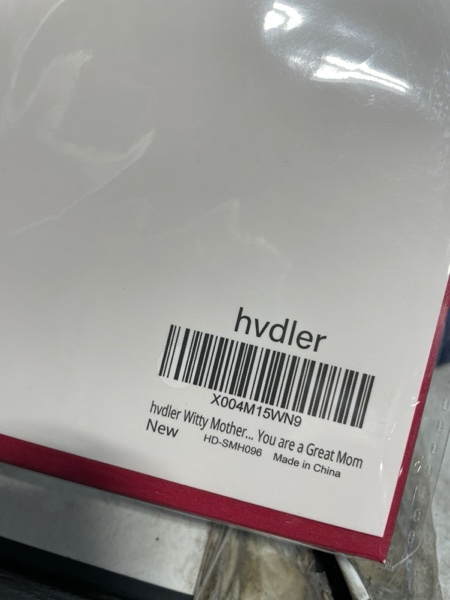 hvdler
X004M15WN9
hvdler Witty Mother... You are a Great Mom
New
HD-SMH096 Made in China